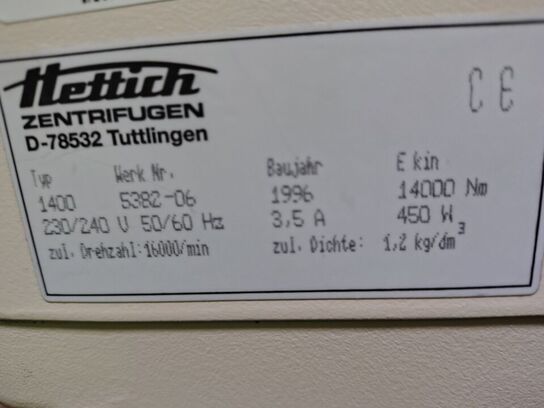 Hettich
ZENTRIFUGEN
D-78532 Tuttlingen
CE
Typ Werk Nr. Baujahr E kin
1400 5382-06 1996 14000 Nm
230/240 V 50/60 Hz 3,5 A 450 W
zul. Drehzahl:16000/min zul. Dichte: 1,2 kg/dm³